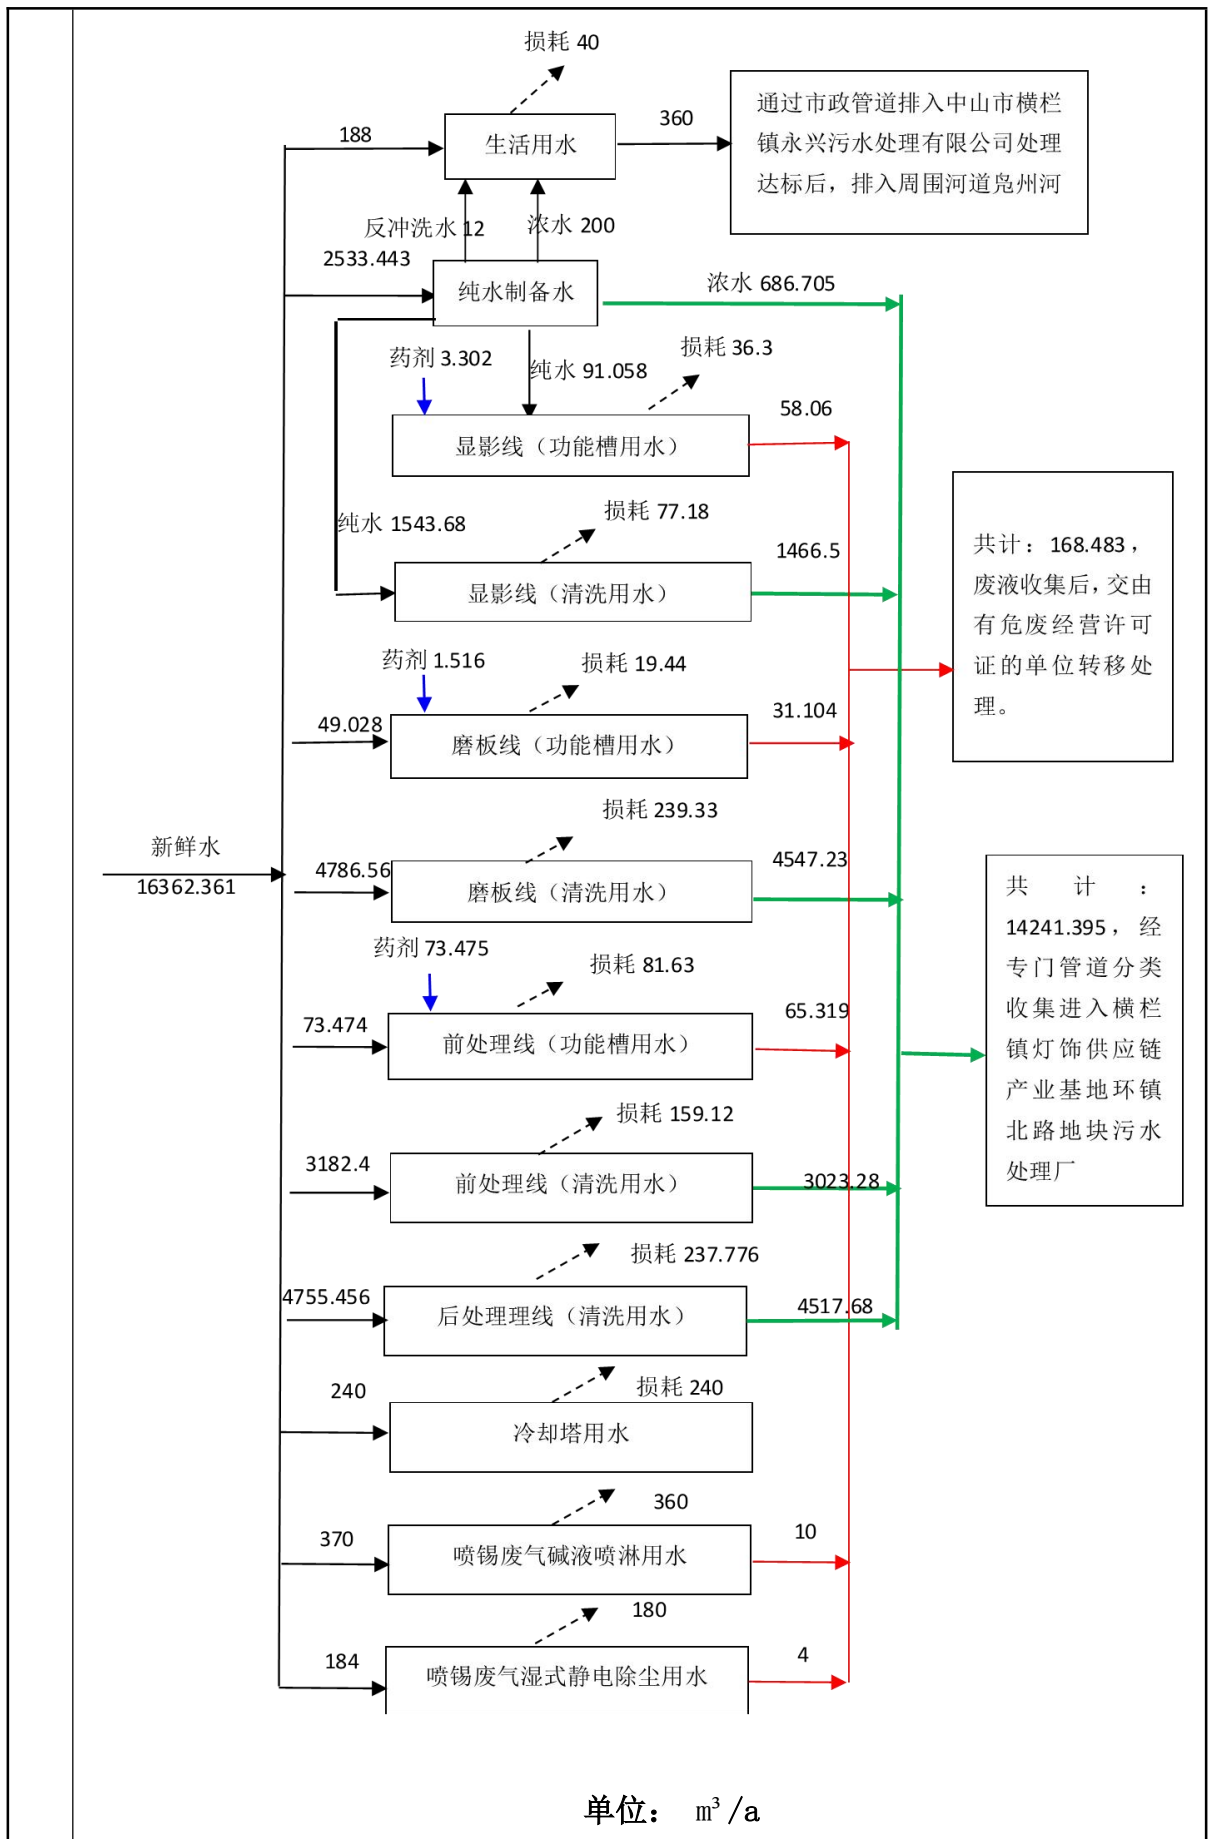 损耗 40
188
生活用水
360
通过市政管道排入中山市横栏
镇永兴污水处理有限公司处理
达标后，排入周围河道凫州河
反冲洗水 12
浓水 200
2533.443
纯水制备水
浓水 686.705
药剂 3.302
纯水 91.058
损耗 36.3
58.06
显影线（功能槽用水）
纯水 1543.68
损耗 77.18
1466.5
显影线（清洗用水）
共计：168.483，
废液收集后，交由
有危废经营许可
证的单位转移处
理。
药剂 1.516
损耗 19.44
49.028
31.104
磨板线（功能槽用水）
损耗 239.33
新鲜水
16362.361
4786.56
4547.23
磨板线（清洗用水）
共计：
14241.395，经
专门管道分类
收集进入横栏
镇灯饰供应链
产业基地环镇
北路地块污水
处理厂
药剂 73.475
损耗 81.63
73.474
65.319
前处理线（功能槽用水）
损耗 159.12
3182.4
前处理线（清洗用水）
3023.28
损耗 237.776
4755.456
后处理理线（清洗用水）
4517.68
240
损耗 240
冷却塔用水
360
370
喷锡废气碱液喷淋用水
10
180
184
喷锡废气湿式静电除尘用水
4
单位： m³/a